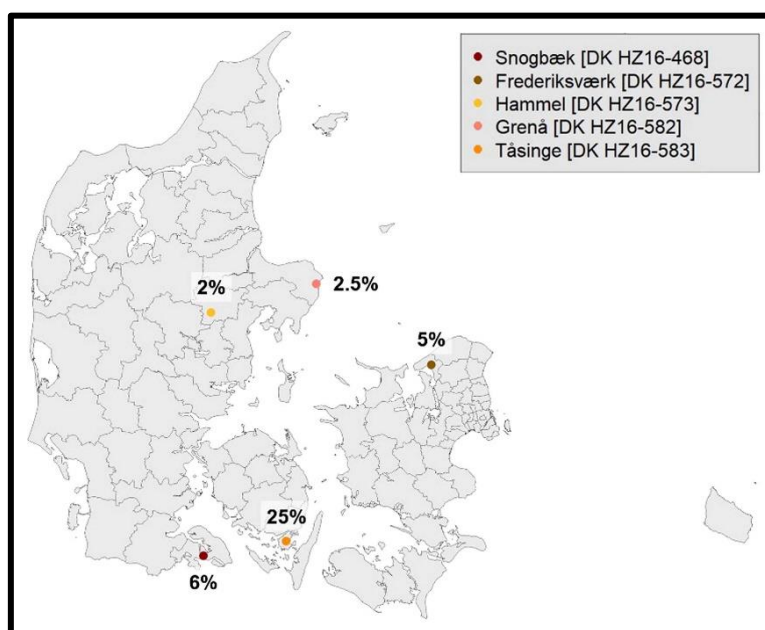 Snogbæk [DK HZ16-468]
Frederiksværk [DK HZ16-572]
Hammel [DK HZ16-573]
Grenå [DK HZ16-582]
Tåsinge [DK HZ16-583]
2%
2.5%
5%
25%
6%